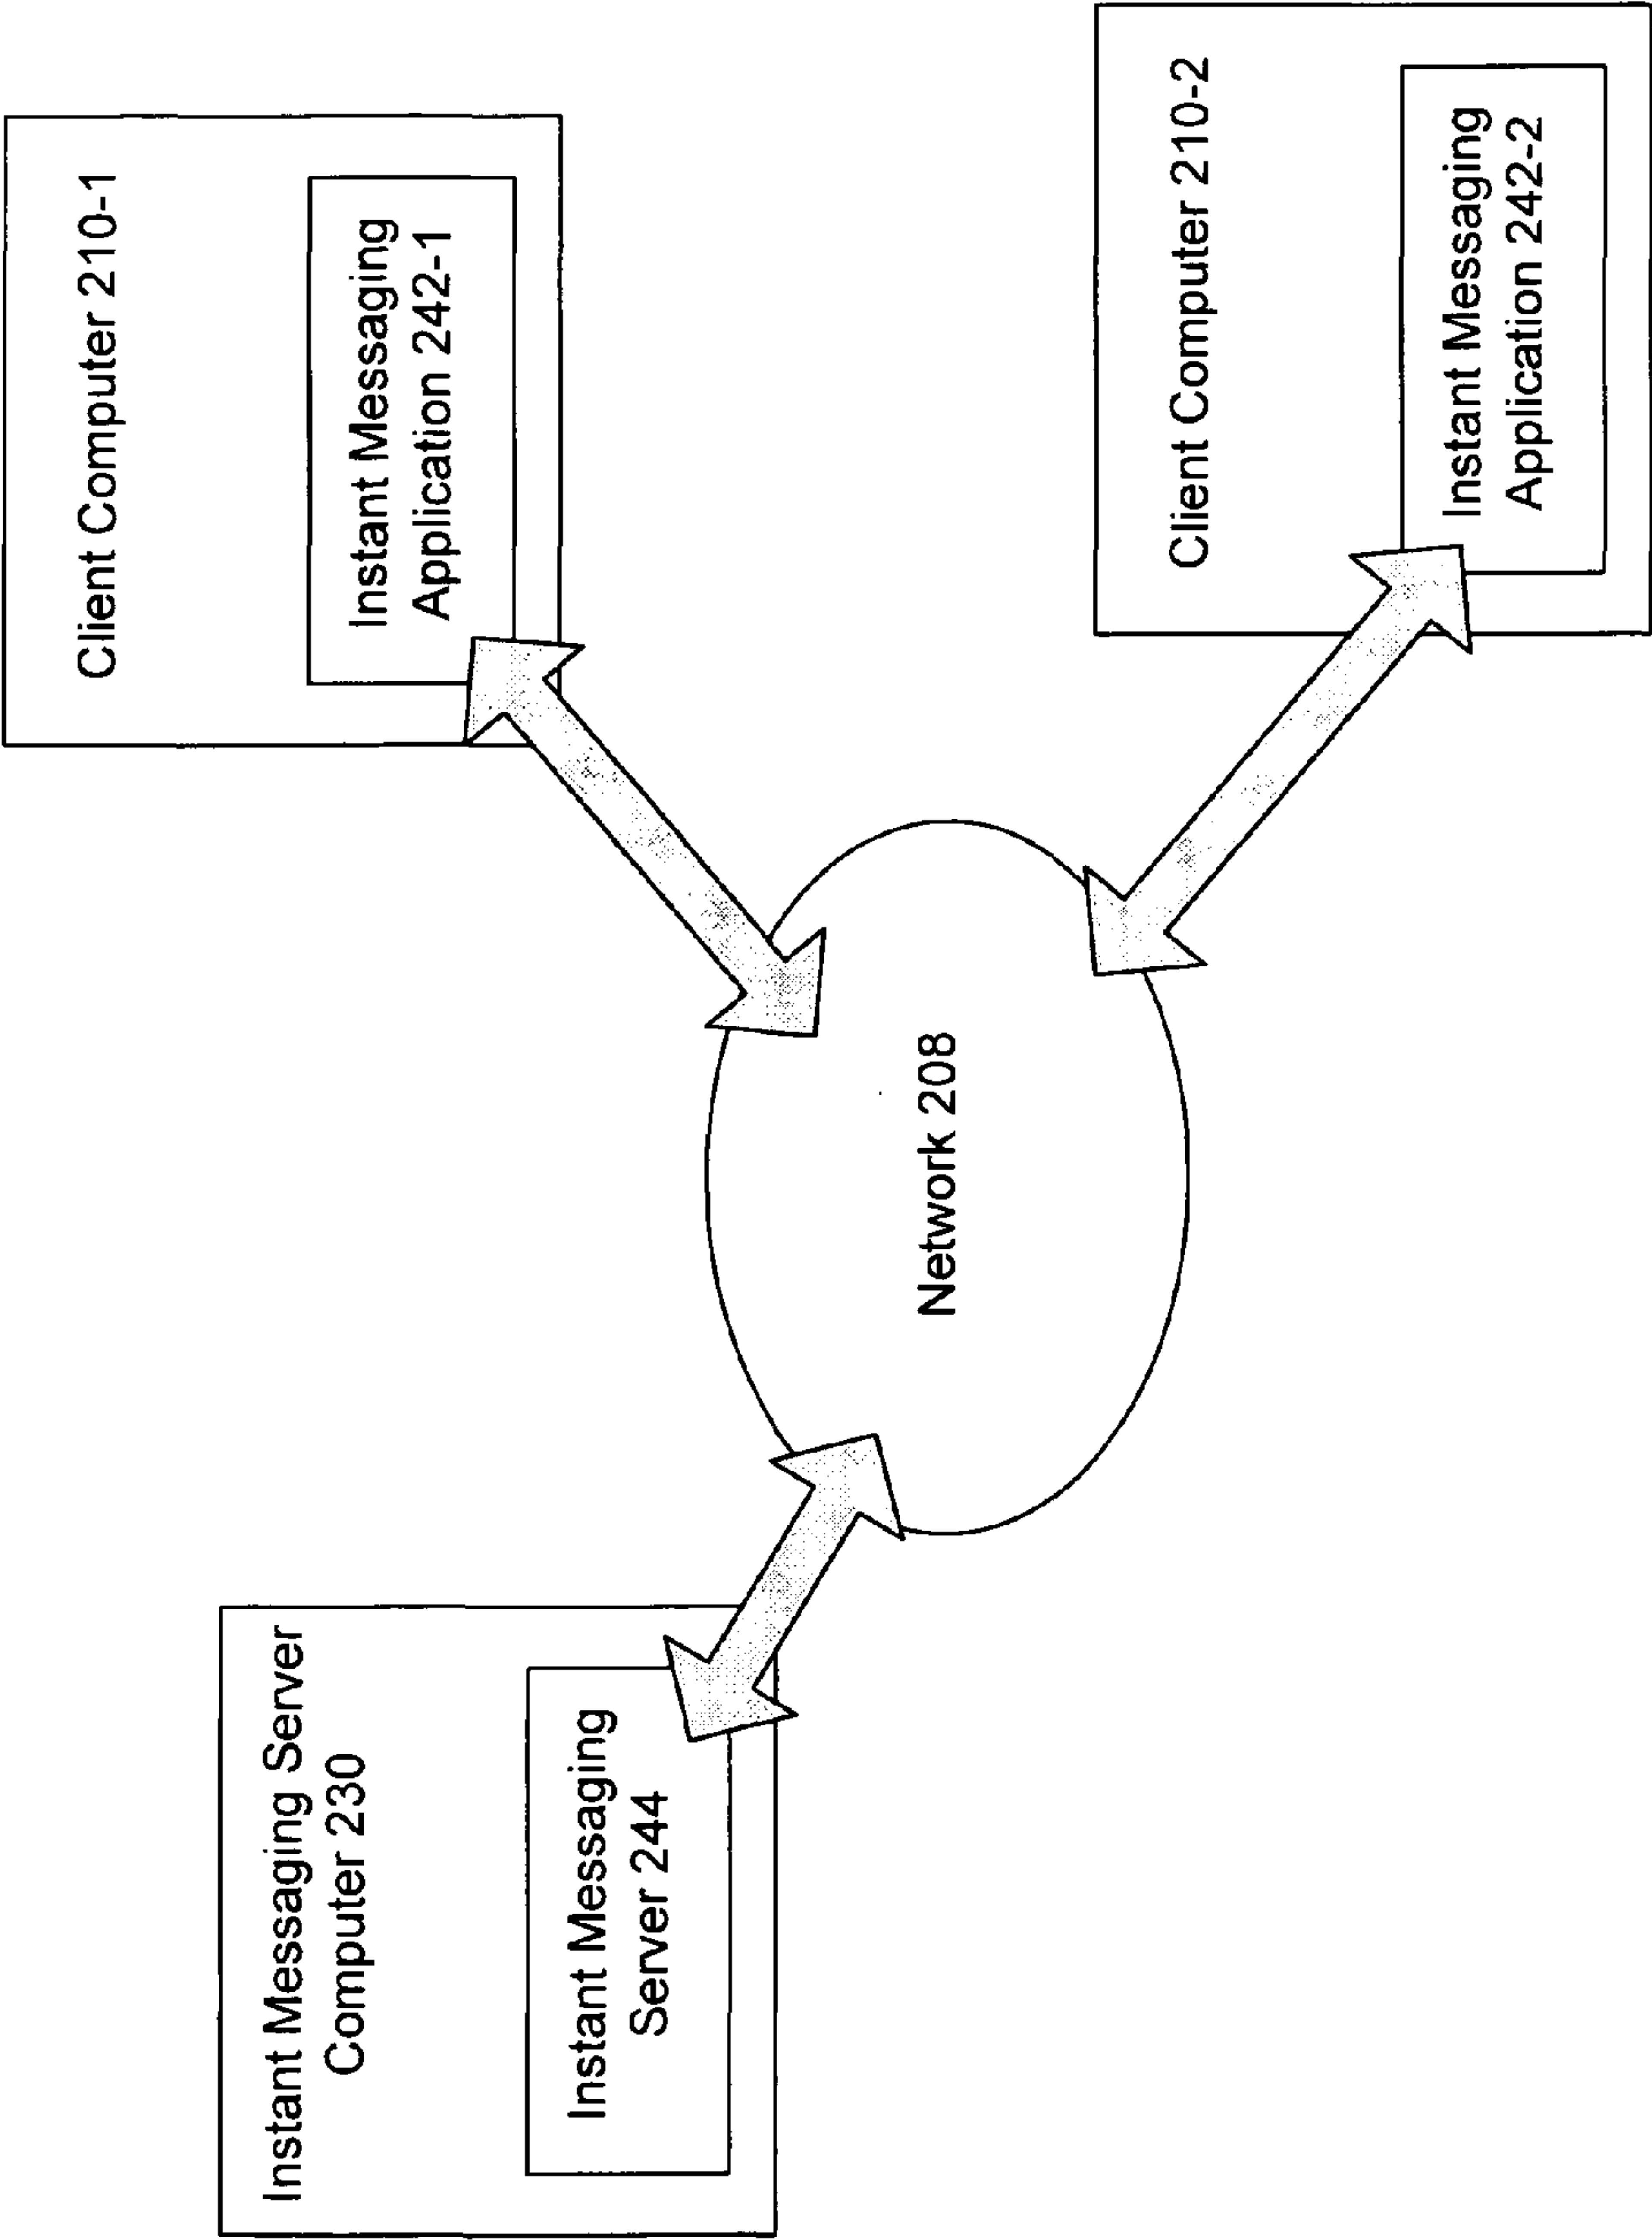 Instant Messaging Server
Computer 230
Instant Messaging
Server 244
Network 208
Client Computer 210-1
Instant Messaging
Application 242-1
Client Computer 210-2
Instant Messaging
Application 242-2